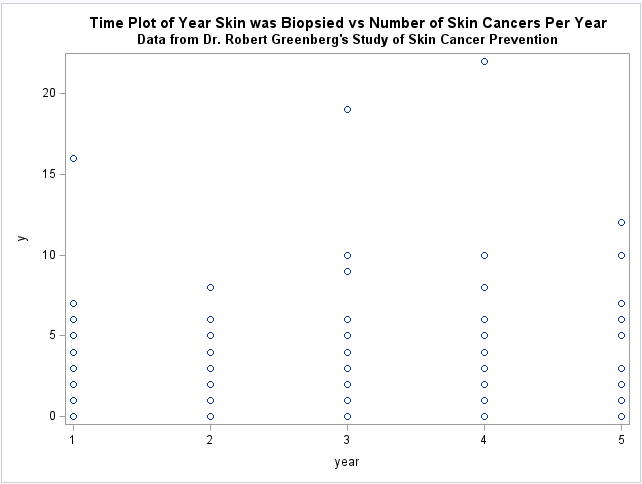 Time Plot of Year Skin was Biopsied vs Number of Skin Cancers Per Year
Data from Dr. Robert Greenberg's Study of Skin Cancer Prevention
20
15
10
5
0
y
1 2 3 4 5
year